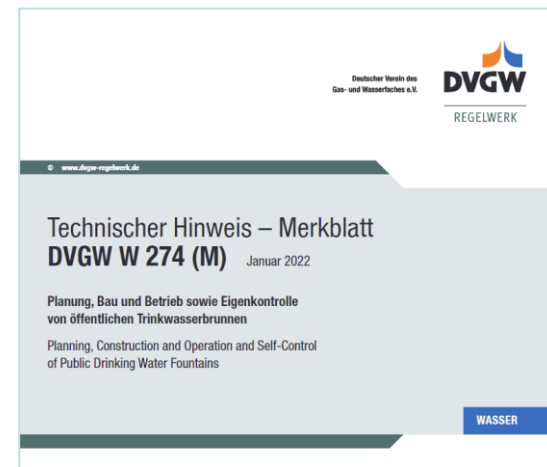 Deutscher Verein des
Gas- und Wasserfaches e.V.
DVGW
REGELWERK
© www.dvgw-regelwerk.de
Technischer Hinweis – Merkblatt
DVGW W 274 (M) Januar 2022
Planung, Bau und Betrieb sowie Eigenkontrolle
von öffentlichen Trinkwasserbrunnen
Planning, Construction and Operation and Self-Control
of Public Drinking Water Fountains
WASSER